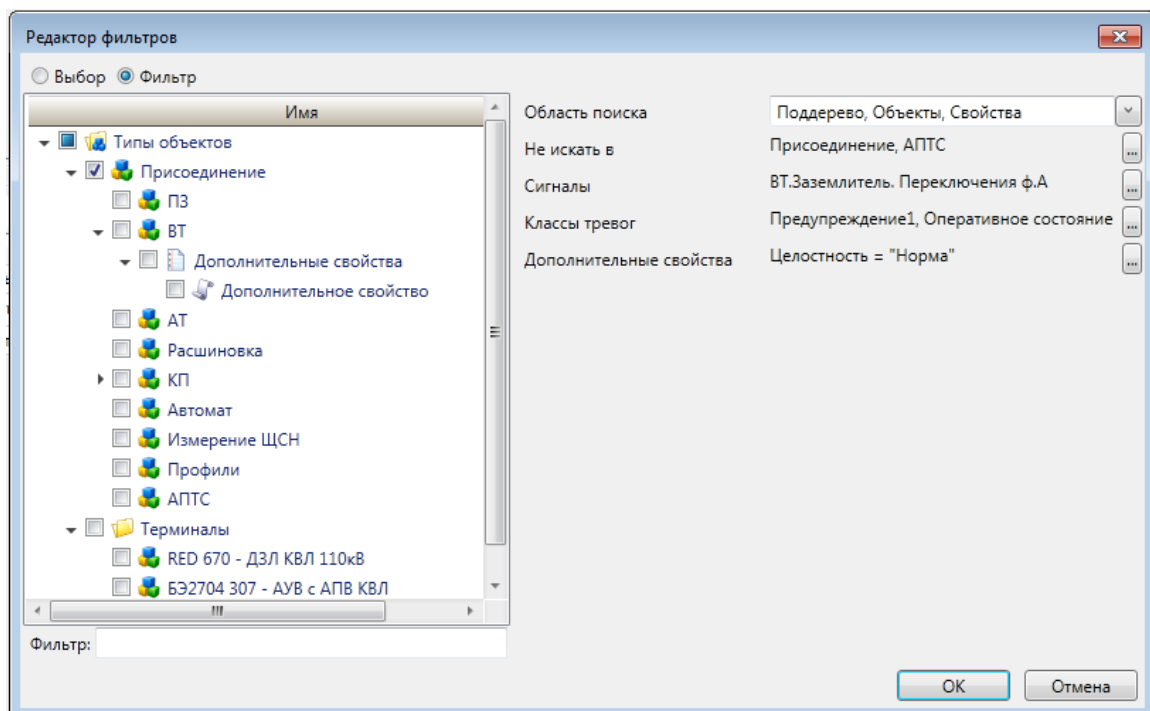 Редактор фильтров
Выбор Фильтр
Имя
Типы объектов
Присоединение
ПЗ
ВТ
Дополнительные свойства
Дополнительное свойство
АТ
Расшиновка
КП
Автомат
Измерение ЩСН
Профили
АПТС
Терминалы
RED 670 - ДЗЛ КВЛ 110кВ
БЭ2704 307 - АУВ с АПВ КВЛ
Фильтр:
Область поиска Поддерево, Объекты, Свойства
Не искать в Присоединение, АПТС ...
Сигналы ВТ.Заземлитель. Переключения ф.А ...
Классы тревог Предупреждение1, Оперативное состояние ...
Дополнительные свойства Целостность = "Норма" ...
OK Отмена